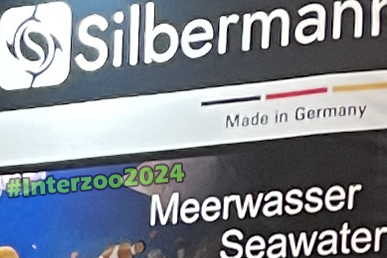 Silbermann
Made in Germany
#Interzoo2024
Meerwasser
Seawater